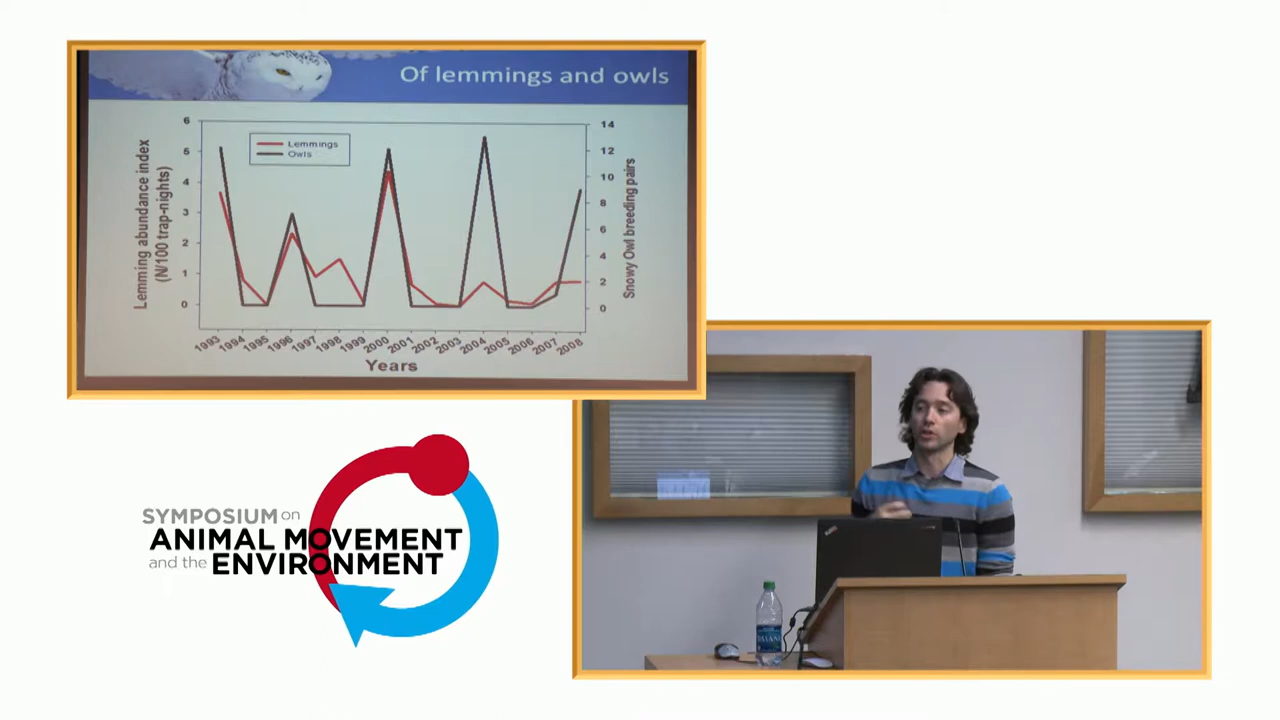 Of lemmings and owls
Lemming abundance index
(N/100 trap-nights)
6
5
4
3
2
1
0
Lemmings
Owls
14
12
10
8
6
4
2
0
Snowy Owl breeding pairs
1993
1994
1995
1996
1997
1998
1999
2000
2001
2002
2003
2004
2005
2006
2007
2008
Years
SYMPOSIUM on
ANIMAL MOVEMENT
and the ENVIRONMENT
ThinkPad
DASANI